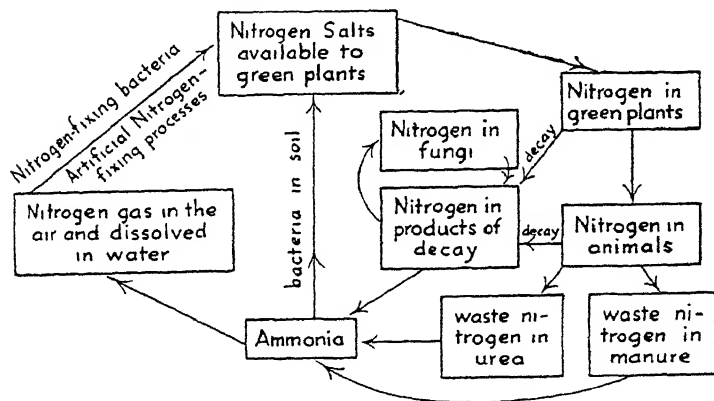 Nitrogen Salts
available to
green plants
Nitrogen-fixing bacteria
Artificial Nitrogen-
fixing processes
Nitrogen in
green plants
Nitrogen in
fungi
decay
bacteria in soil
Nitrogen gas in the
air and dissolved
in water
Nitrogen in
products of
decay
decay
Nitrogen in
animals
Ammonia
waste ni-
trogen in
urea
waste ni-
trogen in
manure